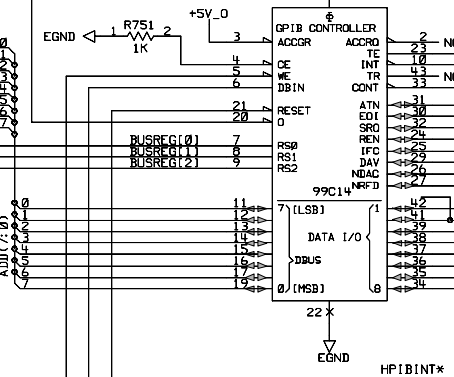 +5V_O
R751
EGND
1
2
1K
GPIB CONTROLLER
3 ACCGR
ACCRQ 2
TE 23
4 CE
INT 10
5 WE
TR 43
6 DBIN
CONT 33
21 RESET
20 O
ATN 31
EOI 30
SRQ 32
REN 24
IFC 25
DAV 29
NDAC 26
NRFD 27
BUSREG[0] 7 RS0
BUSREG[1] 8 RS1
BUSREG[2] 9 RS2
99C14
0 11 7 [LSB] 1 42
1 12 41
2 13 39
3 14 DATA I/O 38
4 15 DBUS 37
5 16 36
6 17 35
7 19 0 [MSB] 8 34
ADD(7:0)
22
EGND
HPIBINT*